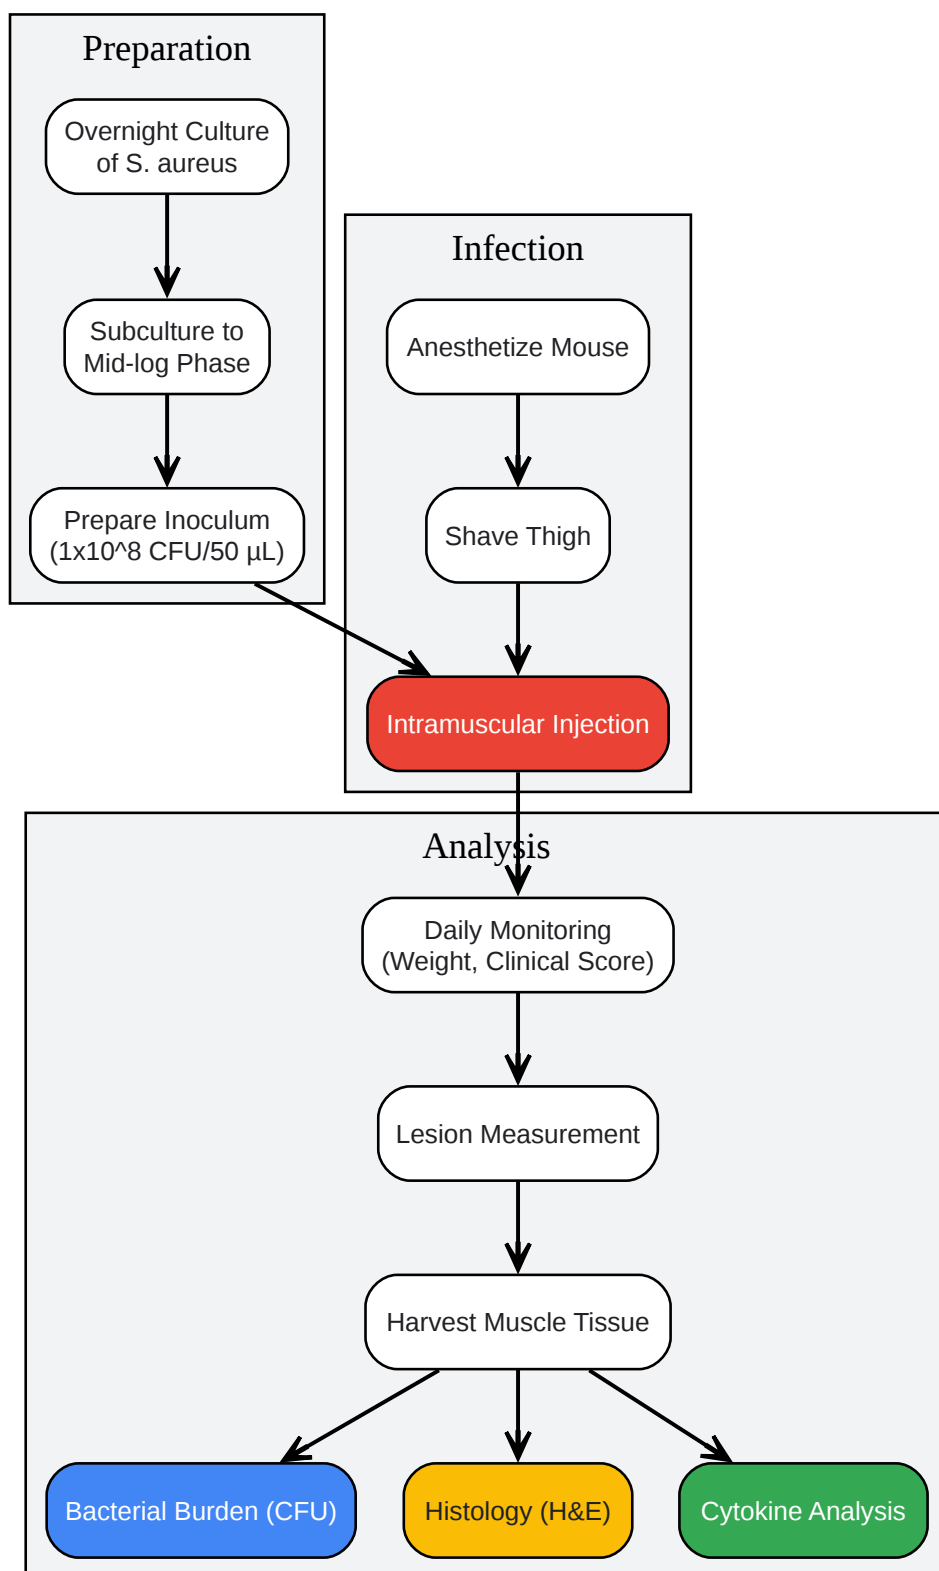 Preparation
Overnight Culture
of S. aureus
Subculture to
Mid-log Phase
Prepare Inoculum
(1x10^8 CFU/50 µL)
Infection
Anesthetize Mouse
Shave Thigh
Intramuscular Injection
Analysis
Daily Monitoring
(Weight, Clinical Score)
Lesion Measurement
Harvest Muscle Tissue
Bacterial Burden (CFU)
Histology (H&E)
Cytokine Analysis